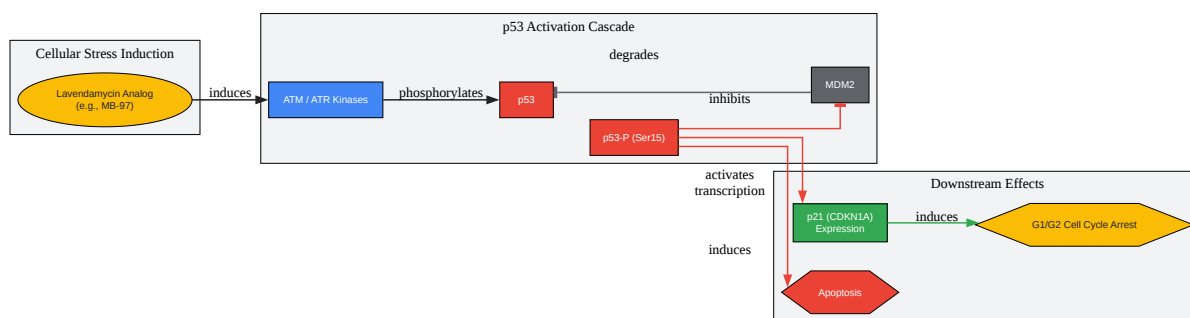 p53 Activation Cascade
Cellular Stress Induction
degrades
Lavendamycin Analog
(e.g., MB-97)
induces
ATM / ATR Kinases
phosphorylates
p53
inhibits
MDM2
p53-P (Ser15)
activates
transcription
Downstream Effects
p21 (CDKN1A)
Expression
induces
G1/G2 Cell Cycle Arrest
induces
Apoptosis